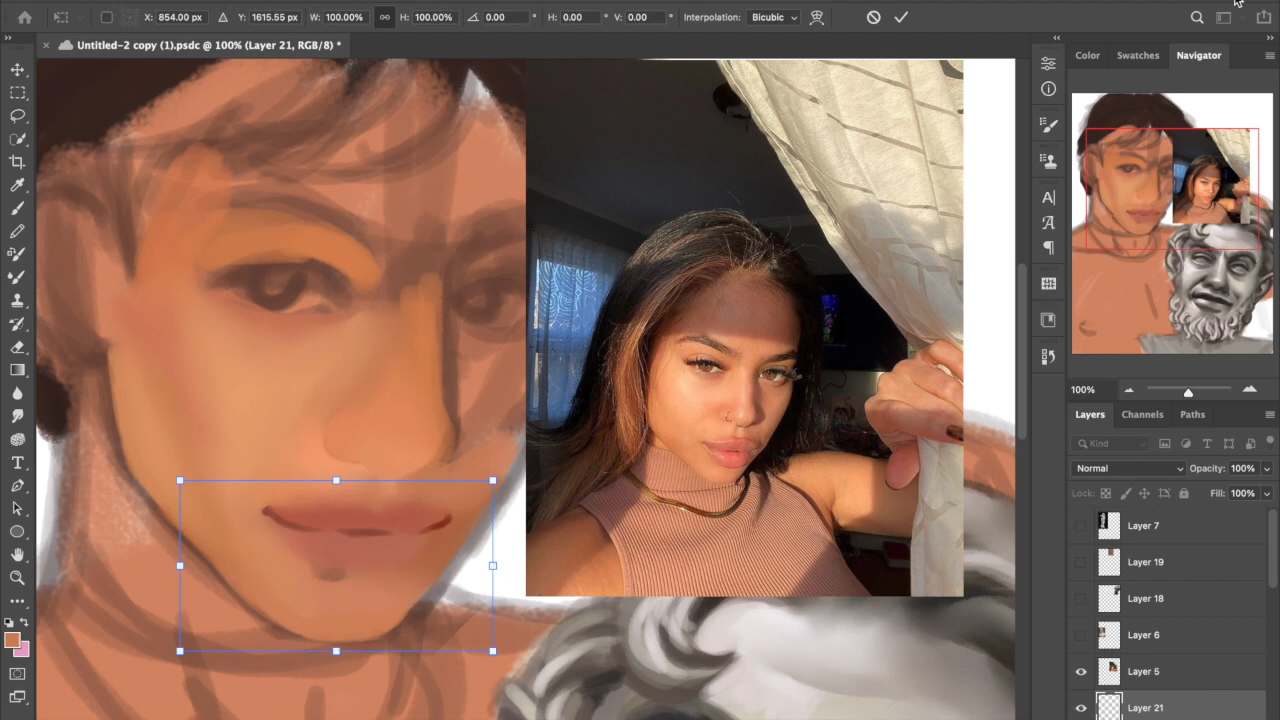 X: 854.00 px Y: 1615.55 px W: 100.00% H: 100.00% 0.00 ° H: 0.00 ° V: 0.00 ° Interpolation: Bicubic
× Untitled-2 copy (1).psdc @ 100% (Layer 21, RGB/8) *
Color Swatches Navigator
100%
Layers Channels Paths
Kind
Normal Opacity: 100%
Lock: Fill: 100%
Layer 7
Layer 19
Layer 18
Layer 6
Layer 5
Layer 21